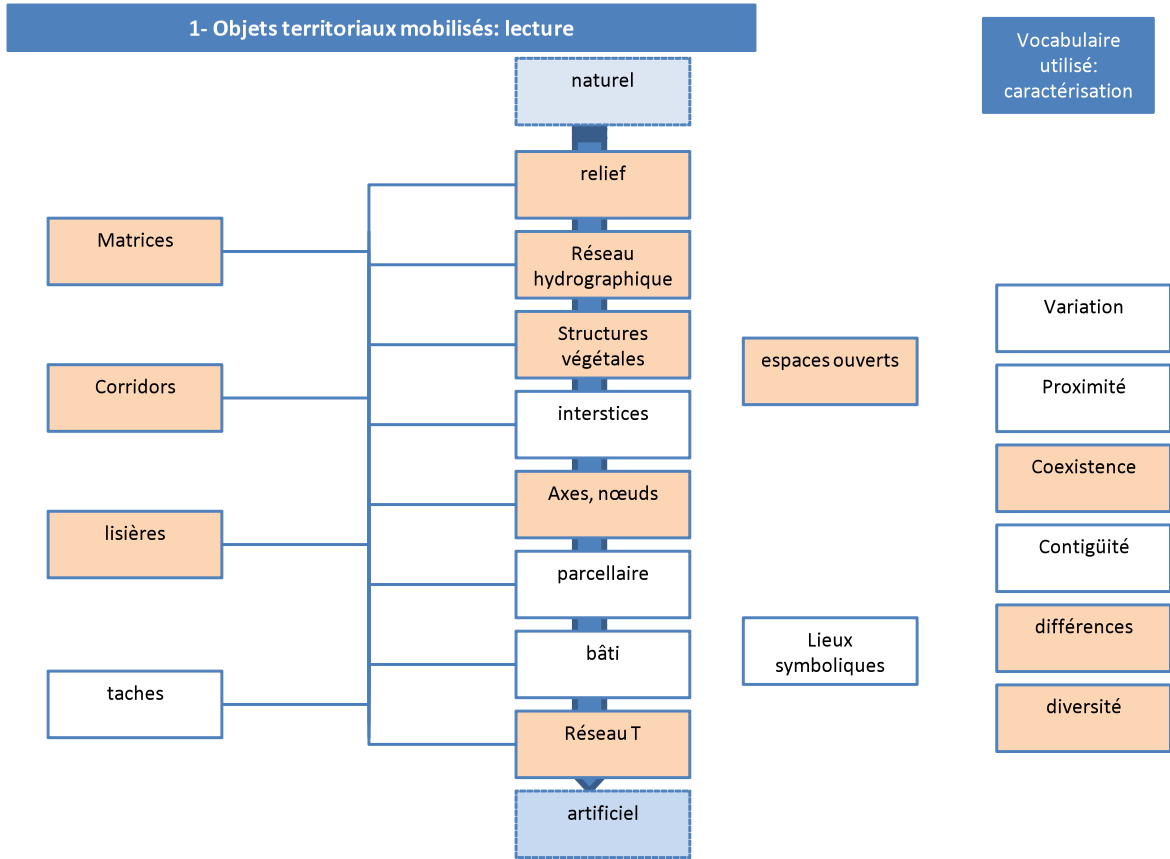 1- Objets territoriaux mobilisés: lecture
Vocabulaire
utilisé:
caractérisation
naturel
relief
Réseau
hydrographique
Structures
végétales
interstices
Axes, nœuds
parcellaire
bâti
Réseau T
artificiel
Matrices
Corridors
lisières
taches
espaces ouverts
Lieux
symboliques
Variation
Proximité
Coexistence
Contigüité
différences
diversité